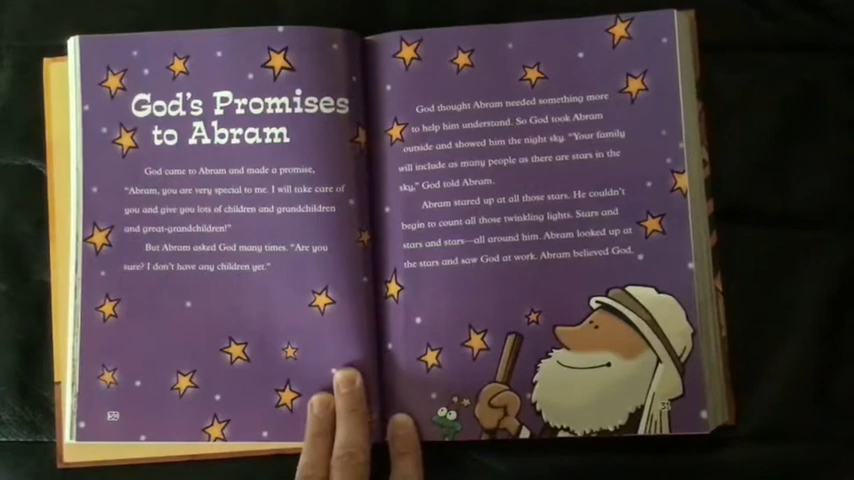 God's Promises
to Abram
God came to Abram and made a promise,
"Abram, you are very special to me. I will take care of
you and give you lots of children and grandchildren
and great-grandchildren!"
But Abram asked God many times. "Are you
sure? I don't have any children yet."
God thought Abram needed something more
to help him understand. So God took Abram
outside and showed him the night sky. "Your family
will include as many people as there are stars in the
sky," God told Abram.
Abram stared up at all those stars. He couldn't
begin to count all those twinkling lights. Stars and
stars and stars—all around him. Abram looked up at
the stars and saw God at work. Abram believed God.